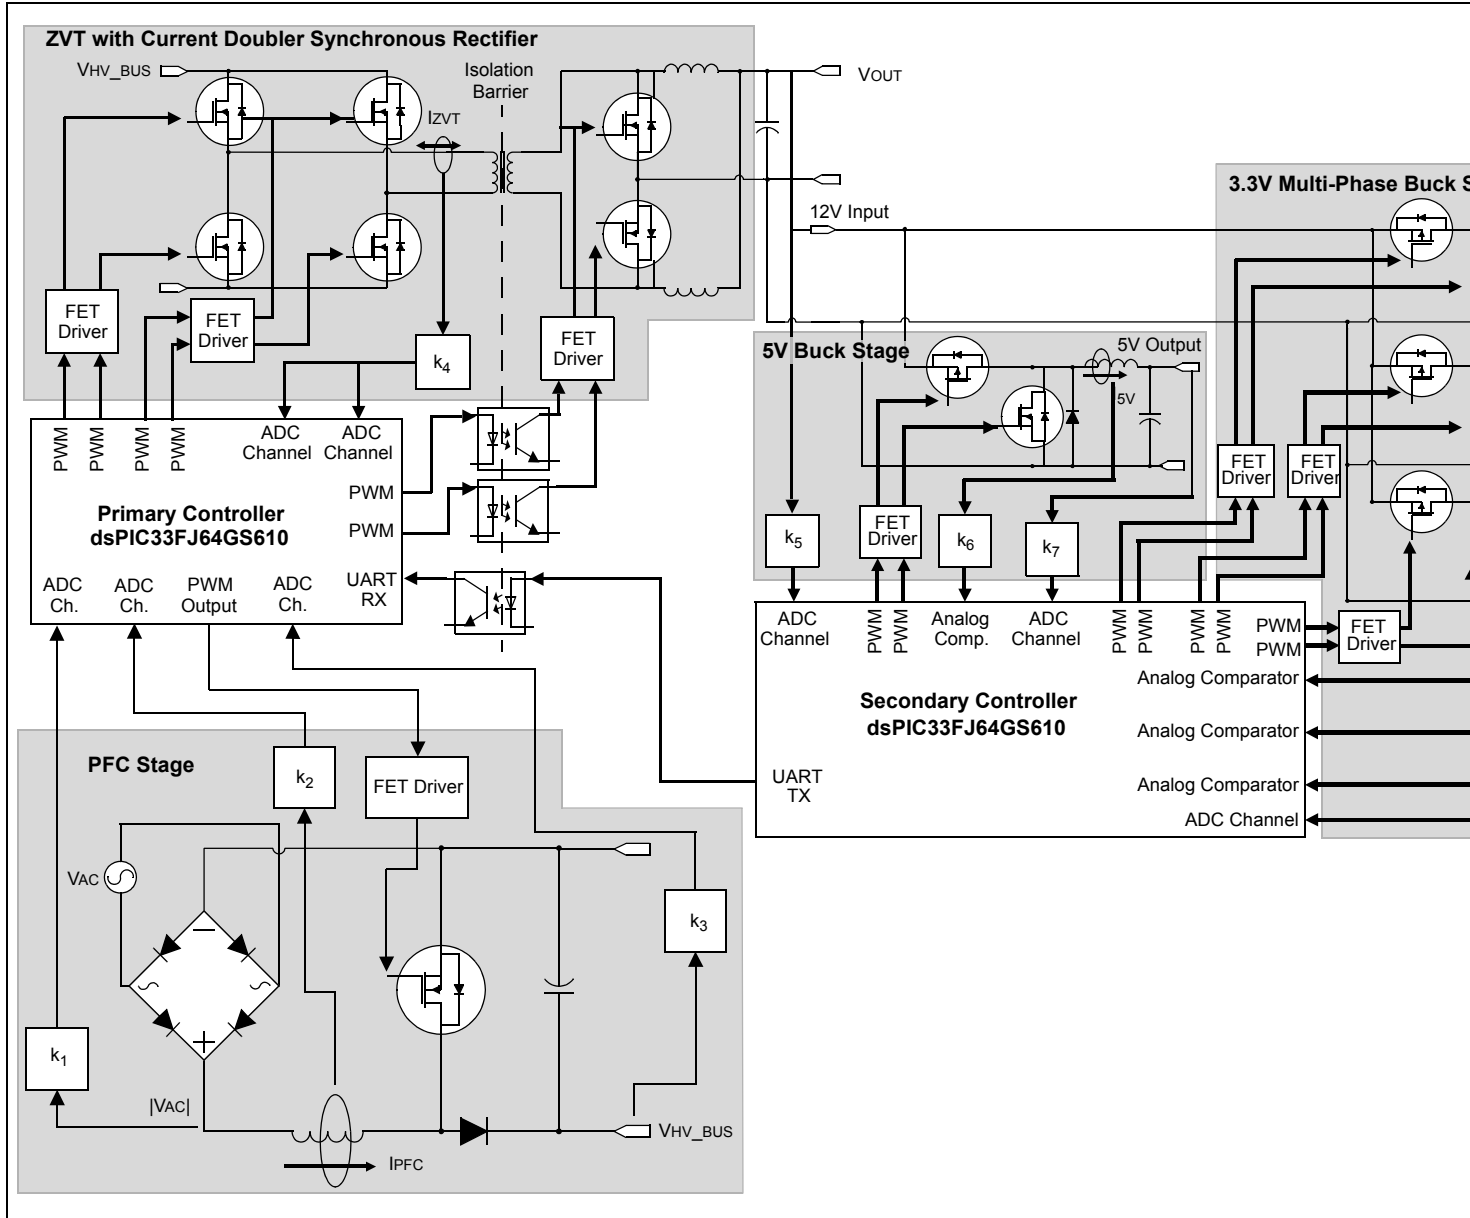 ZVT with Current Doubler Synchronous Rectifier
VHV_BUS
Isolation
Barrier
IZVT
VOUT
12V Input
3.3V Multi-Phase Buck
FET
Driver
FET
Driver
k4
FET
Driver
5V Buck Stage
5V Output
5V
PWM
PWM
PWM
PWM
ADC
Channel
ADC
Channel
PWM
PWM
Primary Controller
dsPIC33FJ64GS610
UART
RX
ADC
Ch.
ADC
Ch.
PWM
Output
ADC
Ch.
k5
FET
Driver
k6
k7
FET
Driver
FET
Driver
ADC
Channel
PWM
PWM
Analog
Comp.
ADC
Channel
PWM
PWM
PWM
PWM
PWM
PWM
FET
Driver
Analog Comparator
Secondary Controller
dsPIC33FJ64GS610
Analog Comparator
UART
TX
Analog Comparator
ADC Channel
PFC Stage
k2
FET Driver
VAC
k3
k1
|VAC|
VHV_BUS
IPFC